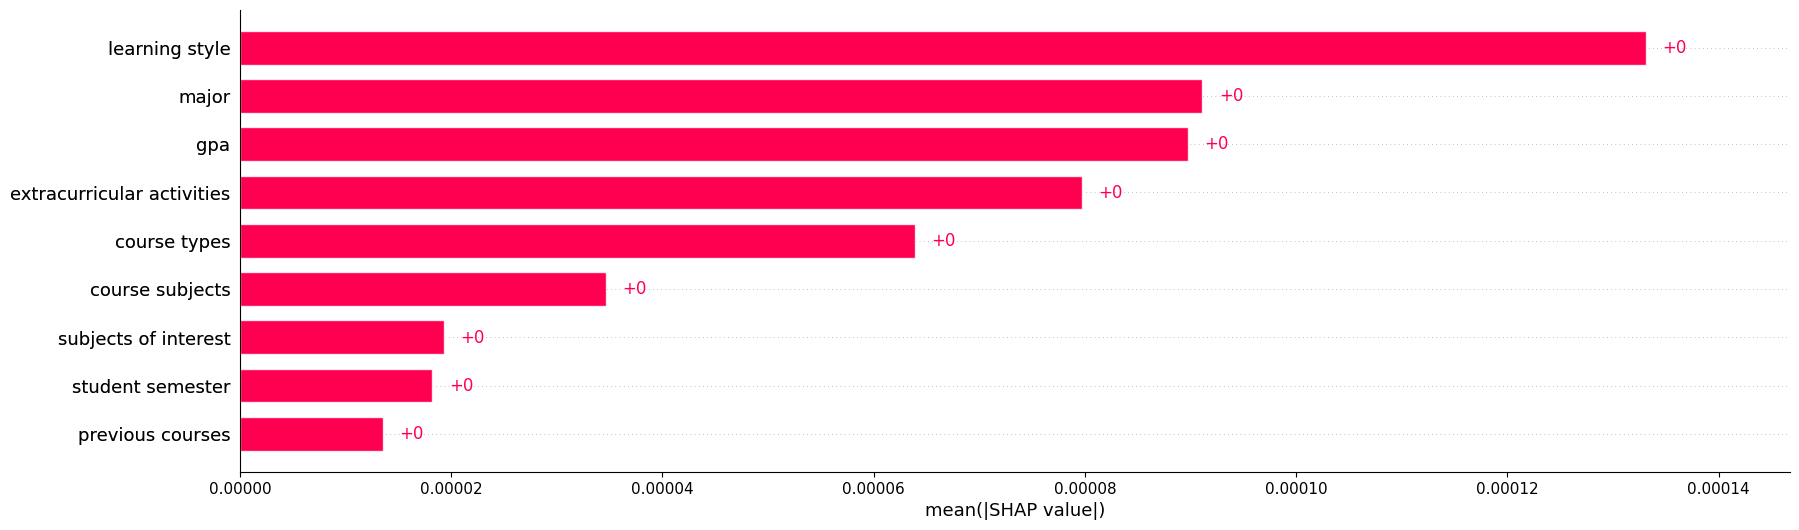 learning style +0
major +0
gpa +0
extracurricular activities +0
course types +0
course subjects +0
subjects of interest +0
student semester +0
previous courses +0
0.00000 0.00002 0.00004 0.00006 0.00008 0.00010 0.00012 0.00014
mean(|SHAP value|)